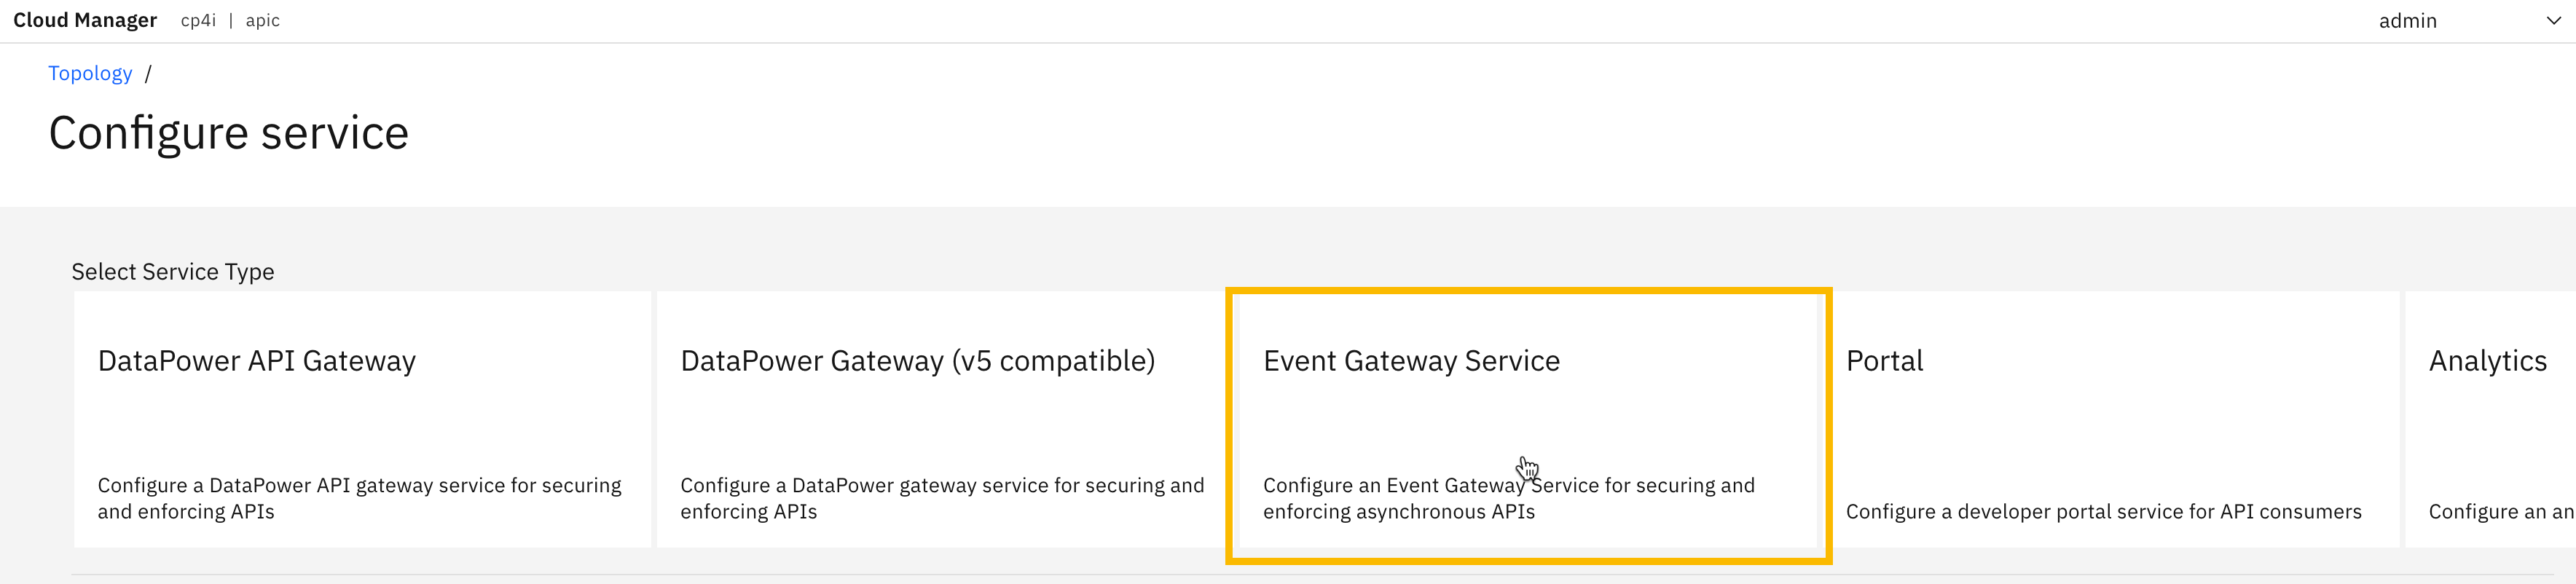 Cloud Manager cp4i | apic admin
Topology /
Configure service
Select Service Type
DataPower API Gateway
Configure a DataPower API gateway service for securing
and enforcing APIs
DataPower Gateway (v5 compatible)
Configure a DataPower gateway service for securing and
enforcing APIs
Event Gateway Service
Configure an Event Gateway Service for securing and
enforcing asynchronous APIs
Portal
Configure a developer portal service for API consumers
Analytics
Configure an an